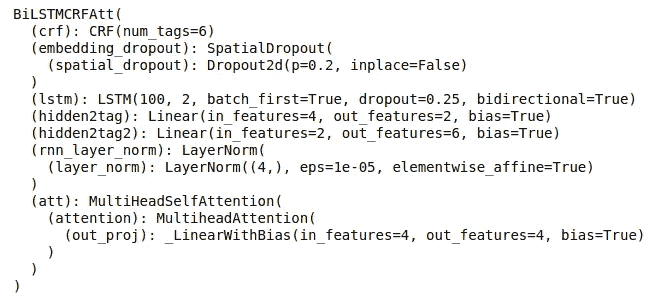 BiLSTMCRFAtt(
  (crf): CRF(num_tags=6)
  (embedding_dropout): SpatialDropout(
    (spatial_dropout): Dropout2d(p=0.2, inplace=False)
  )
  (lstm): LSTM(100, 2, batch_first=True, dropout=0.25, bidirectional=True)
  (hidden2tag): Linear(in_features=4, out_features=2, bias=True)
  (hidden2tag2): Linear(in_features=2, out_features=6, bias=True)
  (rnn_layer_norm): LayerNorm(
    (layer_norm): LayerNorm((4,), eps=1e-05, elementwise_affine=True)
  )
  (att): MultiHeadSelfAttention(
    (attention): MultiheadAttention(
      (out_proj): _LinearWithBias(in_features=4, out_features=4, bias=True)
    )
  )
)